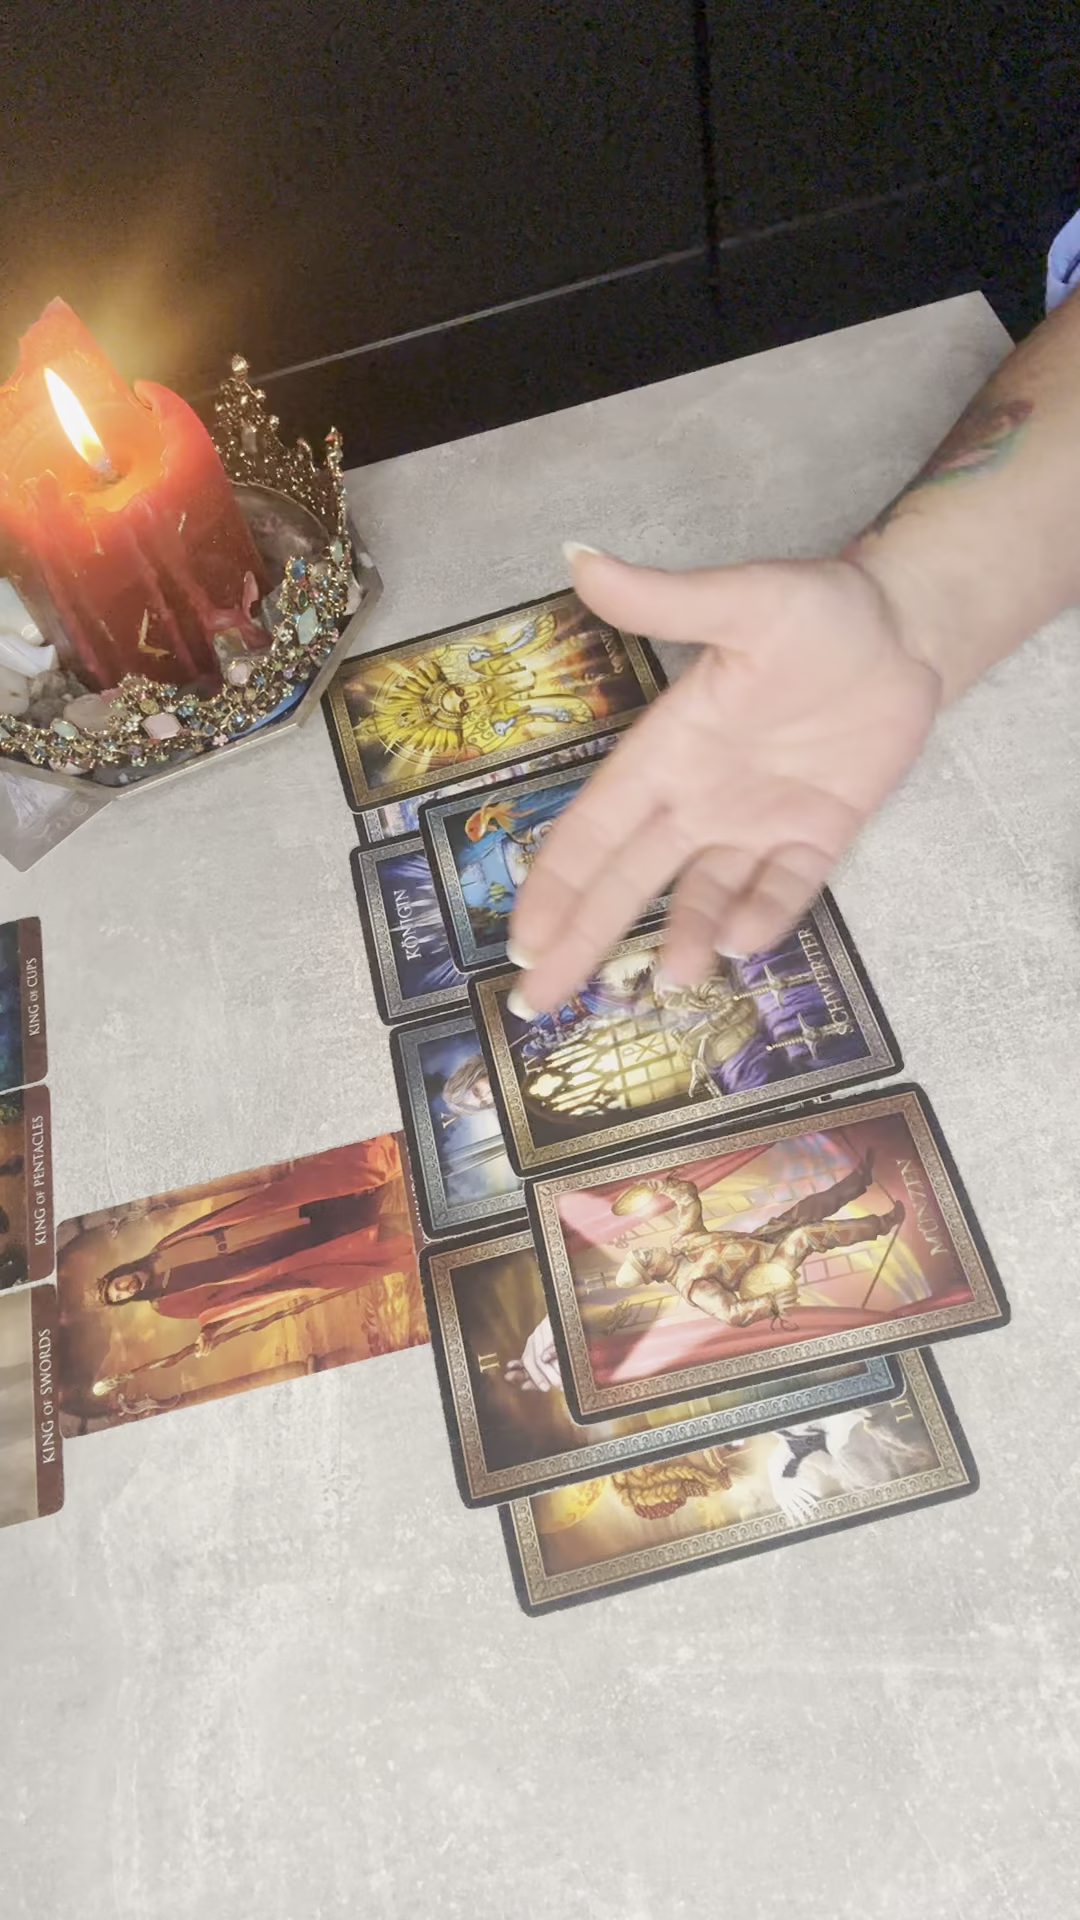 KÖNIGIN
SCHWERTER
V
II
MÜNZEN
KING OF CUPS
KING OF PENTACLES
KING OF SWORDS